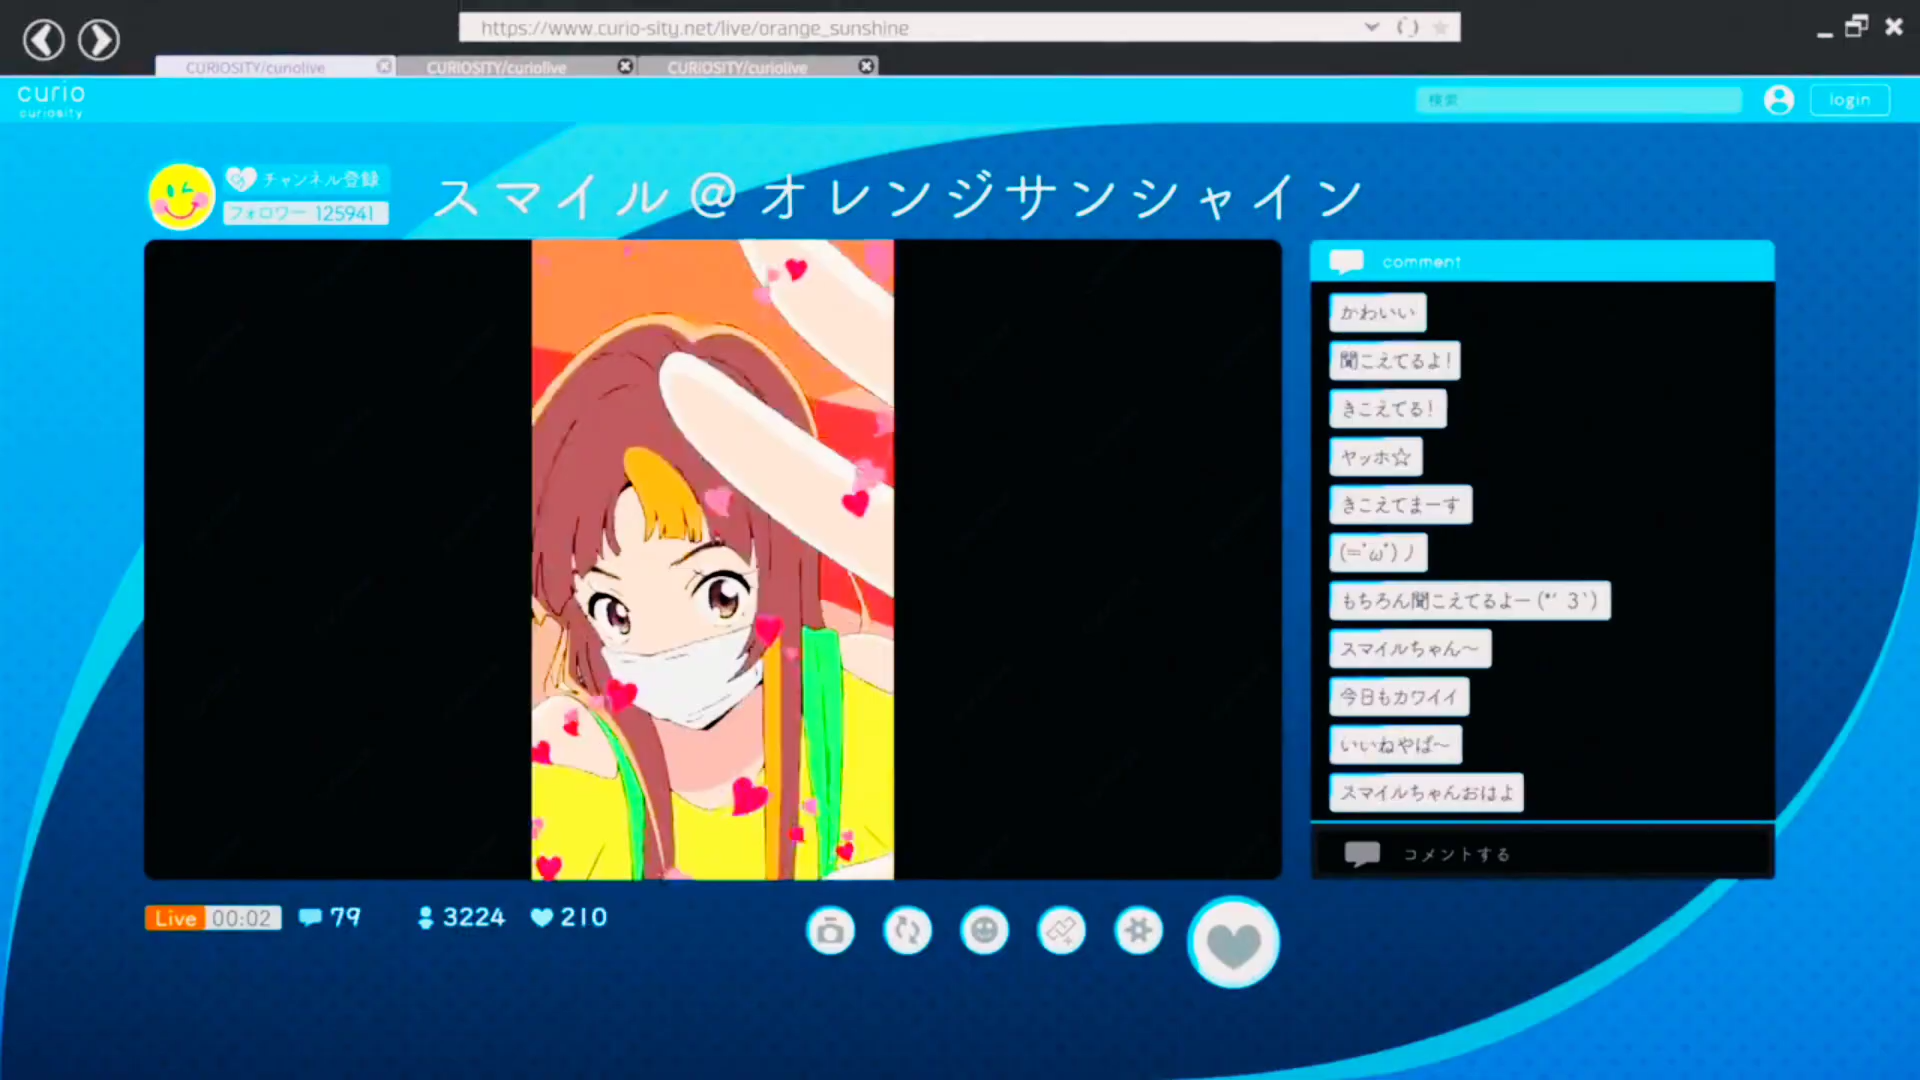 https://www.curio-sity.net/live/orange_sunshine
CURIOSITY/curiolive
CURIOSITY/curiolive
CURIOSITY/curiolive
curio
curiosity
検索
login
チャンネル登録
フォロワー 125941
スマイル@オレンジサンシャイン
comment
かわいい
聞こえてるよ!
きこえてる!
ヤッホ☆
きこえてまーす
(=ﾟωﾟ)ノ
もちろん聞こえてるよー(*´3`)
スマイルちゃん〜
今日もカワイイ
いいねやば〜
スマイルちゃんおはよ
コメントする
Live 00:02
79
3224
210